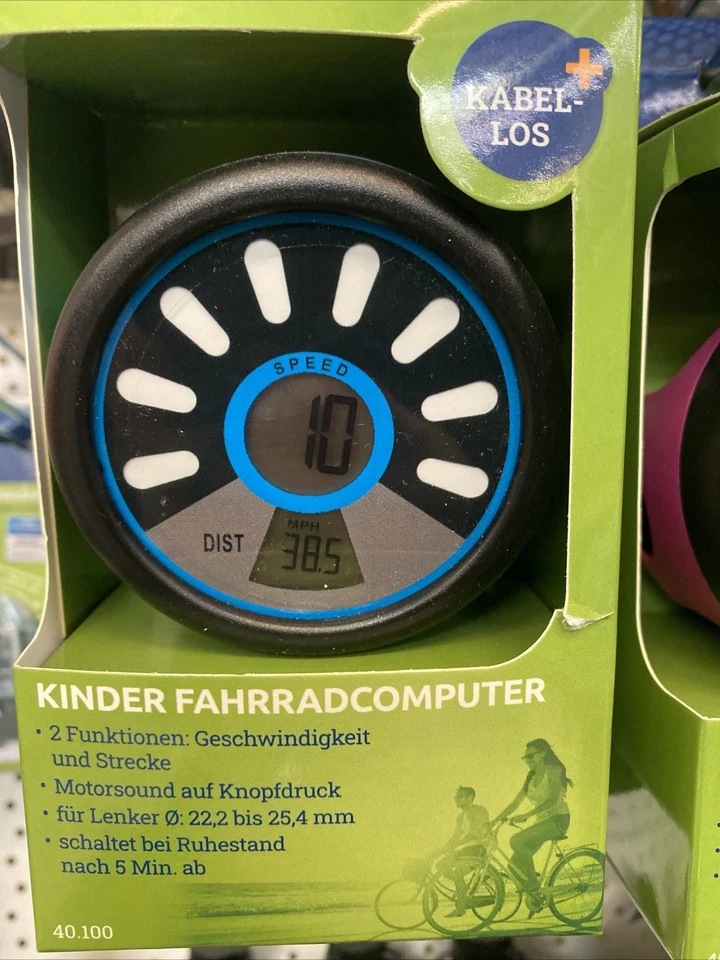 KABEL-
LOS
SPEED
10
MPH
DIST
38.5
KINDER FAHRRADCOMPUTER
• 2 Funktionen: Geschwindigkeit
und Strecke
• Motorsound auf Knopfdruck
• für Lenker Ø: 22,2 bis 25,4 mm
• schaltet bei Ruhestand
nach 5 Min. ab
40.100